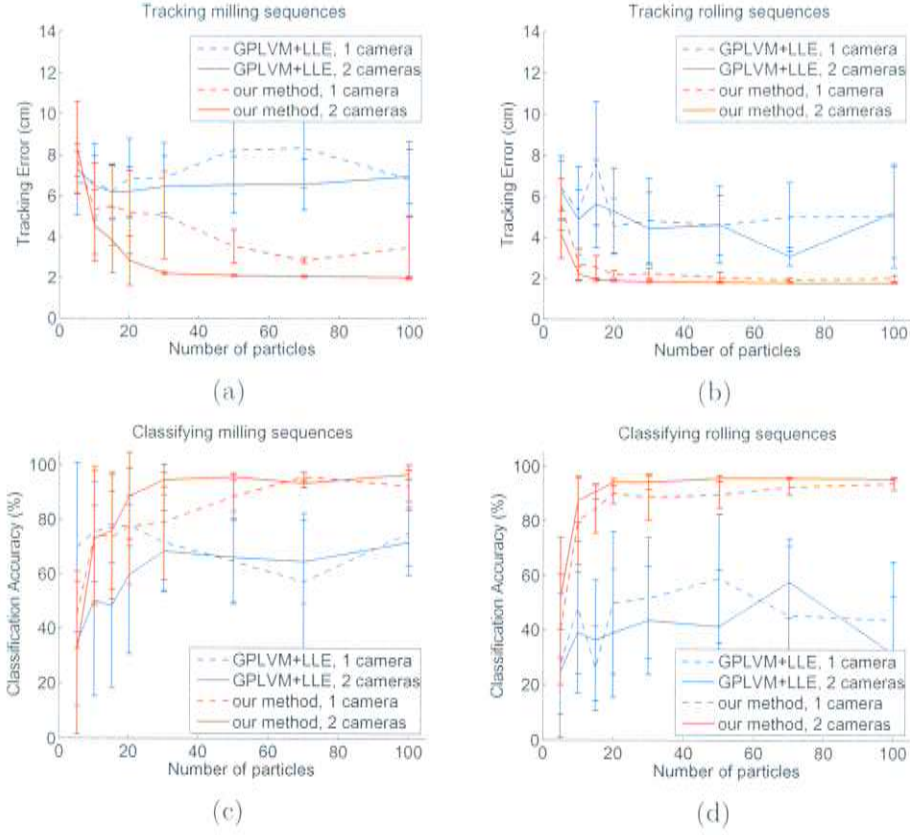 Tracking milling sequences
14
12
10
8
6
4
2
0
Tracking Error (cm)
GPLVM+LLE, 1 camera
GPLVM+LLE, 2 cameras
our method, 1 camera
our method, 2 cameras
0 20 40 60 80 100
Number of particles
(a)
Tracking rolling sequences
14
12
10
8
6
4
2
0
Tracking Error (cm)
GPLVM+LLE, 1 camera
GPLVM+LLE, 2 cameras
our method, 1 camera
our method, 2 cameras
0 20 40 60 80 100
Number of particles
(b)
Classifying milling sequences
100
80
60
40
20
0
Classification Accuracy (%)
GPLVM+LLE, 1 camera
GPLVM+LLE, 2 cameras
our method, 1 camera
our method, 2 cameras
0 20 40 60 80 100
Number of particles
(c)
Classifying rolling sequences
100
80
60
40
20
0
Classification Accuracy (%)
GPLVM+LLE, 1 camera
GPLVM+LLE, 2 cameras
our method, 1 camera
our method, 2 cameras
0 20 40 60 80 100
Number of particles
(d)